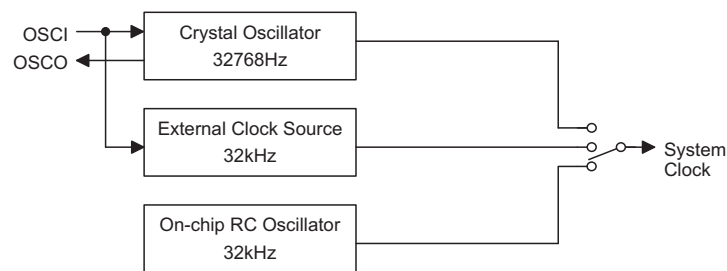 OSCI
OSCO
Crystal Oscillator
32768Hz
External Clock Source
32kHz
On-chip RC Oscillator
32kHz
System
Clock